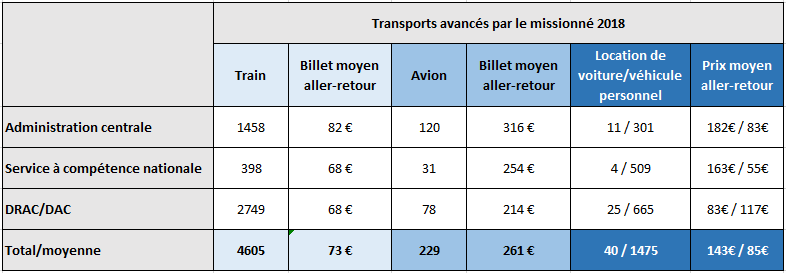 Transports avancés par le missionné 2018
Train
Billet moyen
aller-retour
Avion
Billet moyen
aller-retour
Location de
voiture/véhicule
personnel
Prix moyen
aller-retour
Administration centrale 1458 82 € 120 316 € 11 / 301 182€ / 83€
Service à compétence nationale 398 68 € 31 254 € 4 / 509 163€ / 55€
DRAC/DAC 2749 68 € 78 214 € 25 / 665 83€ / 117€
Total/moyenne 4605 73 € 229 261 € 40 / 1475 143€ / 85€